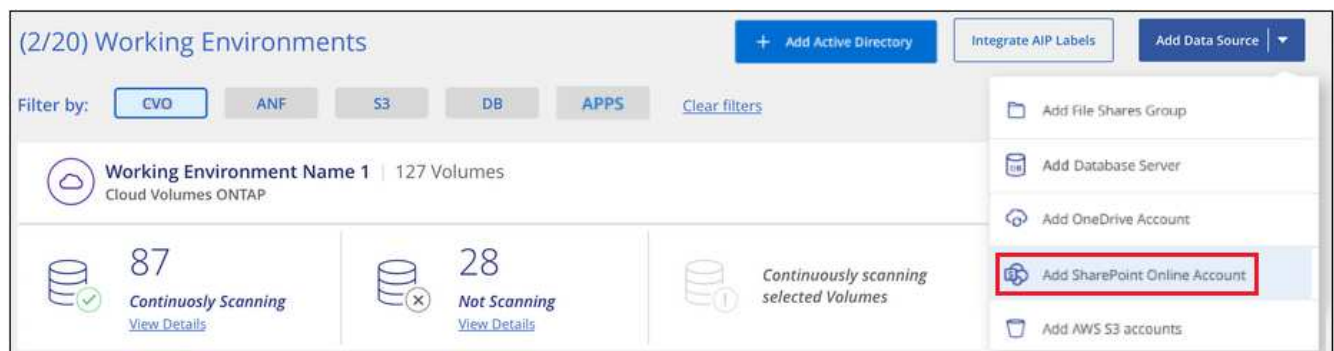 (2/20) Working Environments
+ Add Active Directory
Integrate AIP Labels
Add Data Source
Filter by: CVO ANF S3 DB APPS Clear filters
Working Environment Name 1 | 127 Volumes
Cloud Volumes ONTAP
87
Continuosly Scanning
View Details
28
Not Scanning
View Details
Continuously scanning
selected Volumes
Add File Shares Group
DB
Add Database Server
Add OneDrive Account
Add SharePoint Online Account
Add AWS S3 accounts